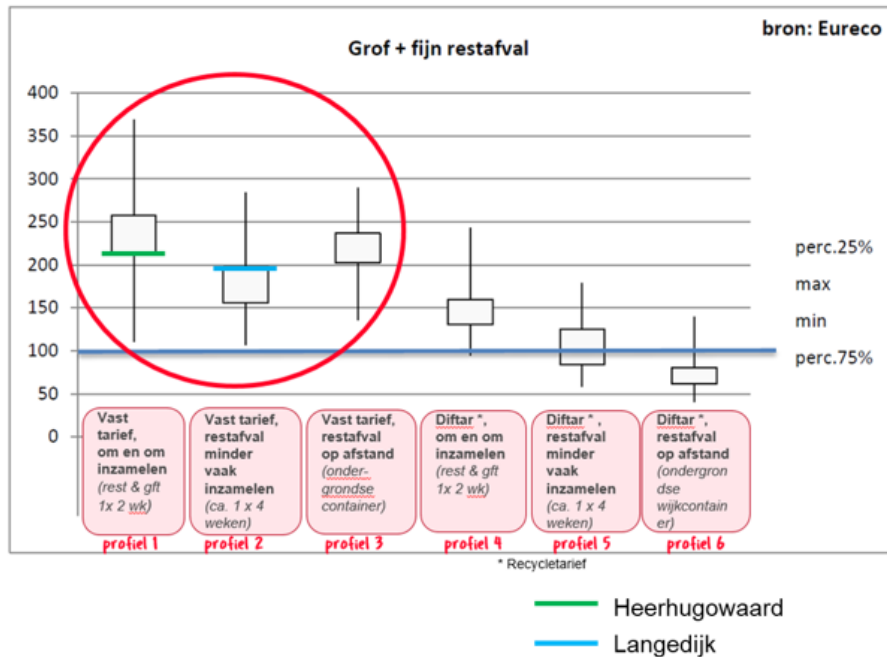 bron: Eureco
Grof + fijn restafval
400
350
300
250
200
150
100
50
0
perc.25%
max
min
perc.75%
Vast
tarief,
om en om
inzamelen
(rest & gft
1x 2 wk)
profiel 1
Vast tarief,
restafval
minder
vaak
inzamelen
(ca. 1 x 4
weken)
profiel 2
Vast tarief,
restafval
op afstand
(onder-
grondse
container)
profiel 3
Diftar *,
om en om
inzamelen
(rest & gft
1x 2 wk)
profiel 4
Diftar * ,
restafval
minder
vaak
inzamelen
(ca. 1 x 4
weken)
profiel 5
Diftar *,
restafval
op afstand
(ondergron
dse
wijkcontain
er)
profiel 6
* Recycletarief
Heerhugowaard
Langedijk